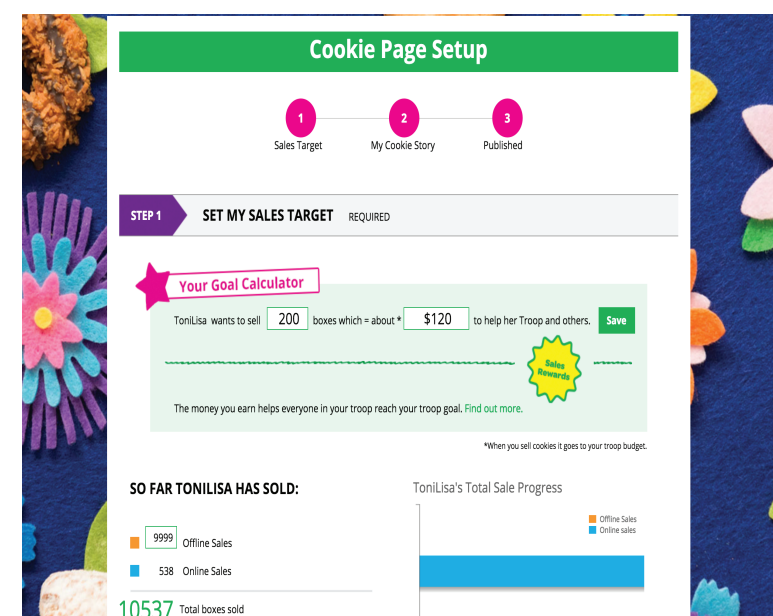 Cookie Page Setup
1
2
3
Sales Target
My Cookie Story
Published
STEP 1
SET MY SALES TARGET REQUIRED
Your Goal Calculator
ToniLisa wants to sell 200 boxes which = about * $120 to help her Troop and others. Save
Sales
Rewards
The money you earn helps everyone in your troop reach your troop goal. Find out more.
*When you sell cookies it goes to your troop budget.
SO FAR TONILISA HAS SOLD:
9999 Offline Sales
538 Online Sales
10537 Total boxes sold
ToniLisa's Total Sale Progress
Offline Sales
Online sales